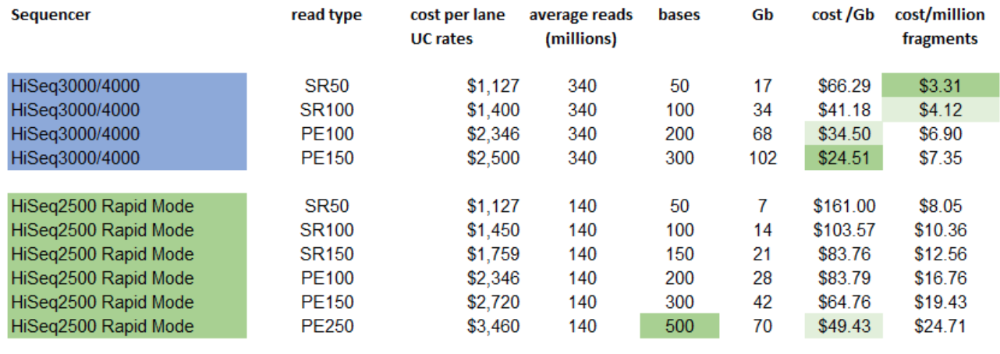 Sequencer read type cost per lane average reads bases Gb cost /Gb cost/million
UC rates (millions) fragments
HiSeq3000/4000 SR50 $1,127 340 50 17 $66.29 $3.31
HiSeq3000/4000 SR100 $1,400 340 100 34 $41.18 $4.12
HiSeq3000/4000 PE100 $2,346 340 200 68 $34.50 $6.90
HiSeq3000/4000 PE150 $2,500 340 300 102 $24.51 $7.35
HiSeq2500 Rapid Mode SR50 $1,127 140 50 7 $161.00 $8.05
HiSeq2500 Rapid Mode SR100 $1,450 140 100 14 $103.57 $10.36
HiSeq2500 Rapid Mode SR150 $1,759 140 150 21 $83.76 $12.56
HiSeq2500 Rapid Mode PE100 $2,346 140 200 28 $83.79 $16.76
HiSeq2500 Rapid Mode PE150 $2,720 140 300 42 $64.76 $19.43
HiSeq2500 Rapid Mode PE250 $3,460 140 500 70 $49.43 $24.71